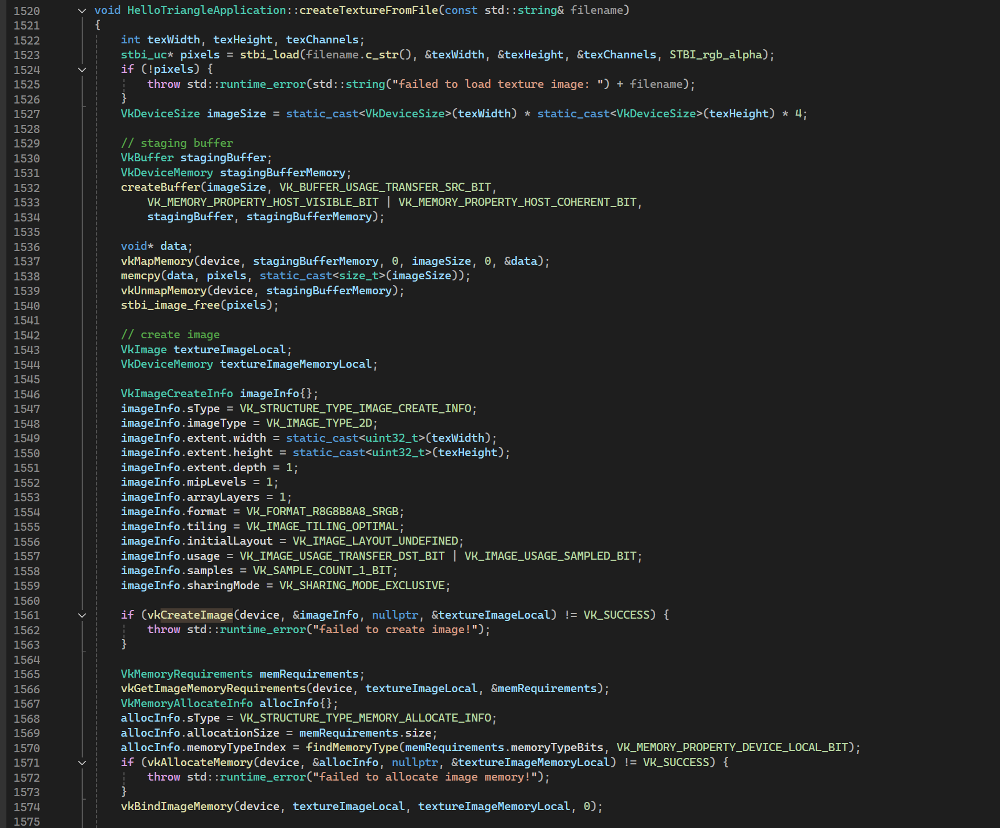 1520 void HelloTriangleApplication::createTextureFromFile(const std::string& filename)
1521 {
1522     int texWidth, texHeight, texChannels;
1523     stbi_uc* pixels = stbi_load(filename.c_str(), &texWidth, &texHeight, &texChannels, STBI_rgb_alpha);
1524     if (!pixels) {
1525         throw std::runtime_error(std::string("failed to load texture image: ") + filename);
1526     }
1527     VkDeviceSize imageSize = static_cast<VkDeviceSize>(texWidth) * static_cast<VkDeviceSize>(texHeight) * 4;
1528
1529     // staging buffer
1530     VkBuffer stagingBuffer;
1531     VkDeviceMemory stagingBufferMemory;
1532     createBuffer(imageSize, VK_BUFFER_USAGE_TRANSFER_SRC_BIT,
1533         VK_MEMORY_PROPERTY_HOST_VISIBLE_BIT | VK_MEMORY_PROPERTY_HOST_COHERENT_BIT,
1534         stagingBuffer, stagingBufferMemory);
1535
1536     void* data;
1537     vkMapMemory(device, stagingBufferMemory, 0, imageSize, 0, &data);
1538     memcpy(data, pixels, static_cast<size_t>(imageSize));
1539     vkUnmapMemory(device, stagingBufferMemory);
1540     stbi_image_free(pixels);
1541
1542     // create image
1543     VkImage textureImageLocal;
1544     VkDeviceMemory textureImageMemoryLocal;
1545
1546     VkImageCreateInfo imageInfo{};
1547     imageInfo.sType = VK_STRUCTURE_TYPE_IMAGE_CREATE_INFO;
1548     imageInfo.imageType = VK_IMAGE_TYPE_2D;
1549     imageInfo.extent.width = static_cast<uint32_t>(texWidth);
1550     imageInfo.extent.height = static_cast<uint32_t>(texHeight);
1551     imageInfo.extent.depth = 1;
1552     imageInfo.mipLevels = 1;
1553     imageInfo.arrayLayers = 1;
1554     imageInfo.format = VK_FORMAT_R8G8B8A8_SRGB;
1555     imageInfo.tiling = VK_IMAGE_TILING_OPTIMAL;
1556     imageInfo.initialLayout = VK_IMAGE_LAYOUT_UNDEFINED;
1557     imageInfo.usage = VK_IMAGE_USAGE_TRANSFER_DST_BIT | VK_IMAGE_USAGE_SAMPLED_BIT;
1558     imageInfo.samples = VK_SAMPLE_COUNT_1_BIT;
1559     imageInfo.sharingMode = VK_SHARING_MODE_EXCLUSIVE;
1560
1561     if (vkCreateImage(device, &imageInfo, nullptr, &textureImageLocal) != VK_SUCCESS) {
1562         throw std::runtime_error("failed to create image!");
1563     }
1564
1565     VkMemoryRequirements memRequirements;
1566     vkGetImageMemoryRequirements(device, textureImageLocal, &memRequirements);
1567     VkMemoryAllocateInfo allocInfo{};
1568     allocInfo.sType = VK_STRUCTURE_TYPE_MEMORY_ALLOCATE_INFO;
1569     allocInfo.allocationSize = memRequirements.size;
1570     allocInfo.memoryTypeIndex = findMemoryType(memRequirements.memoryTypeBits, VK_MEMORY_PROPERTY_DEVICE_LOCAL_BIT);
1571     if (vkAllocateMemory(device, &allocInfo, nullptr, &textureImageMemoryLocal) != VK_SUCCESS) {
1572         throw std::runtime_error("failed to allocate image memory!");
1573     }
1574     vkBindImageMemory(device, textureImageLocal, textureImageMemoryLocal, 0);
1575